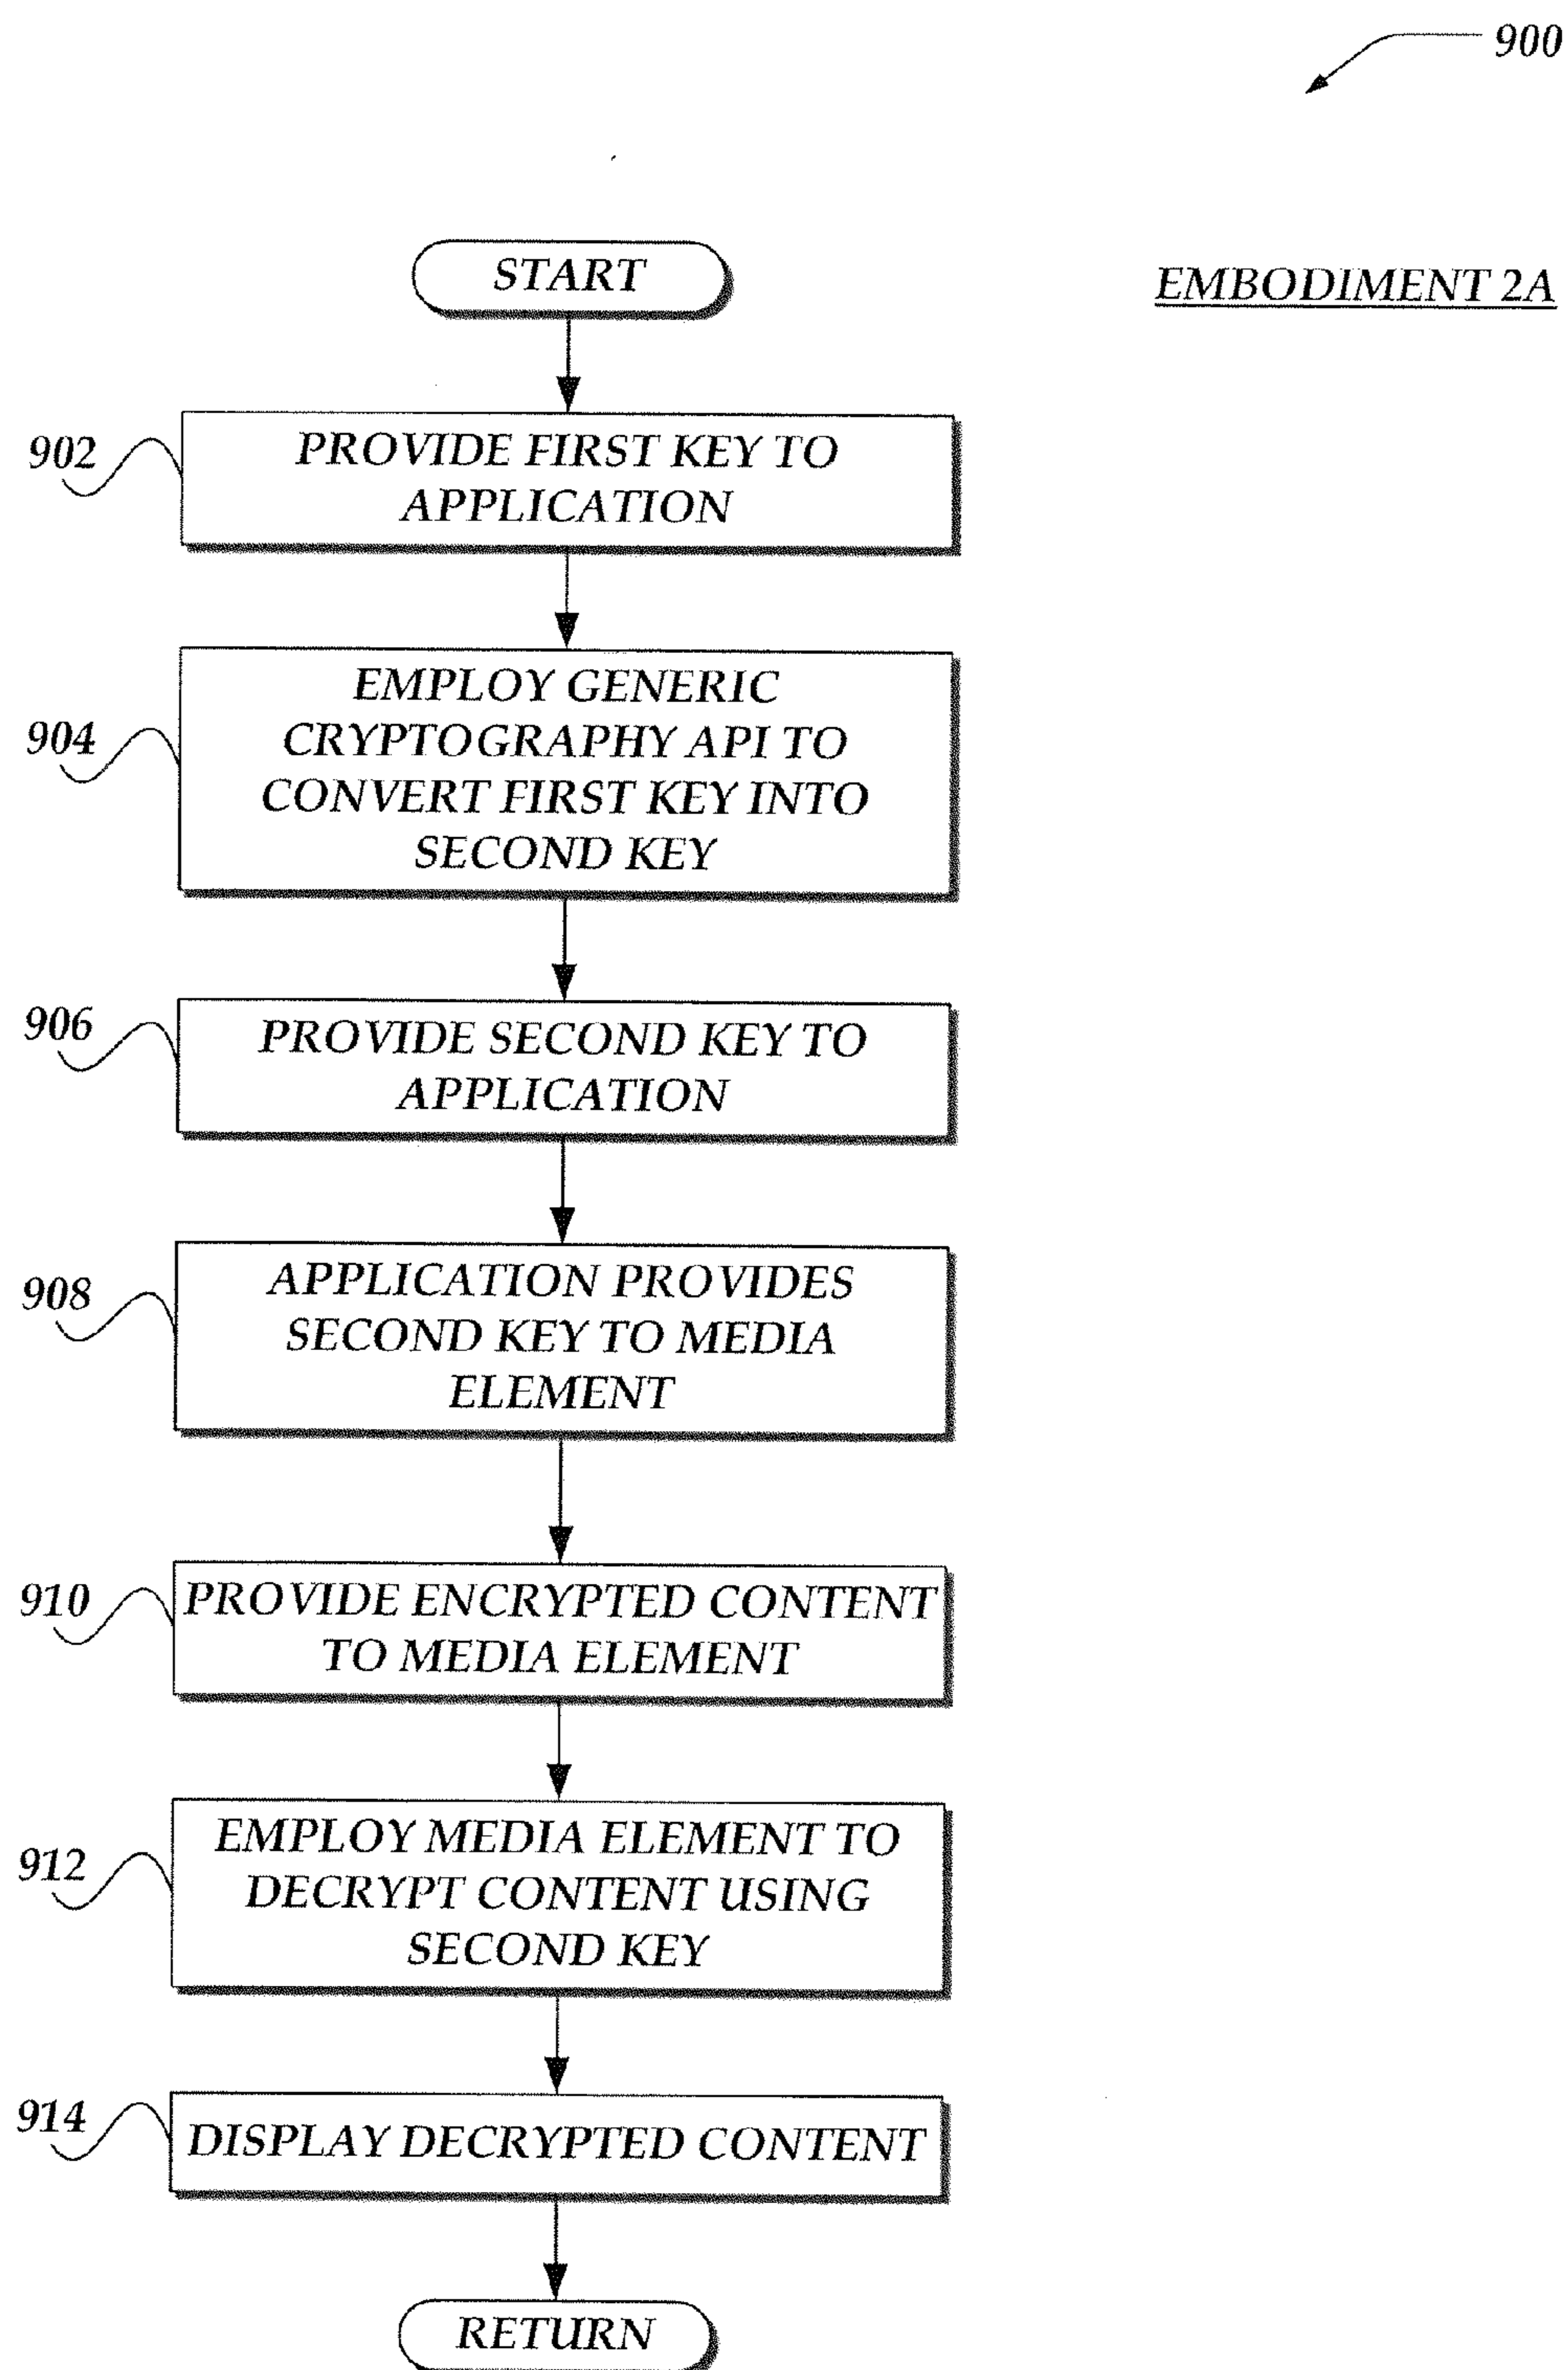 900
START
EMBODIMENT 2A
902
PROVIDE FIRST KEY TO
APPLICATION
904
EMPLOY GENERIC
CRYPTOGRAPHY API TO
CONVERT FIRST KEY INTO
SECOND KEY
906
PROVIDE SECOND KEY TO
APPLICATION
908
APPLICATION PROVIDES
SECOND KEY TO MEDIA
ELEMENT
910
PROVIDE ENCRYPTED CONTENT
TO MEDIA ELEMENT
912
EMPLOY MEDIA ELEMENT TO
DECRYPT CONTENT USING
SECOND KEY
914
DISPLAY DECRYPTED CONTENT
RETURN